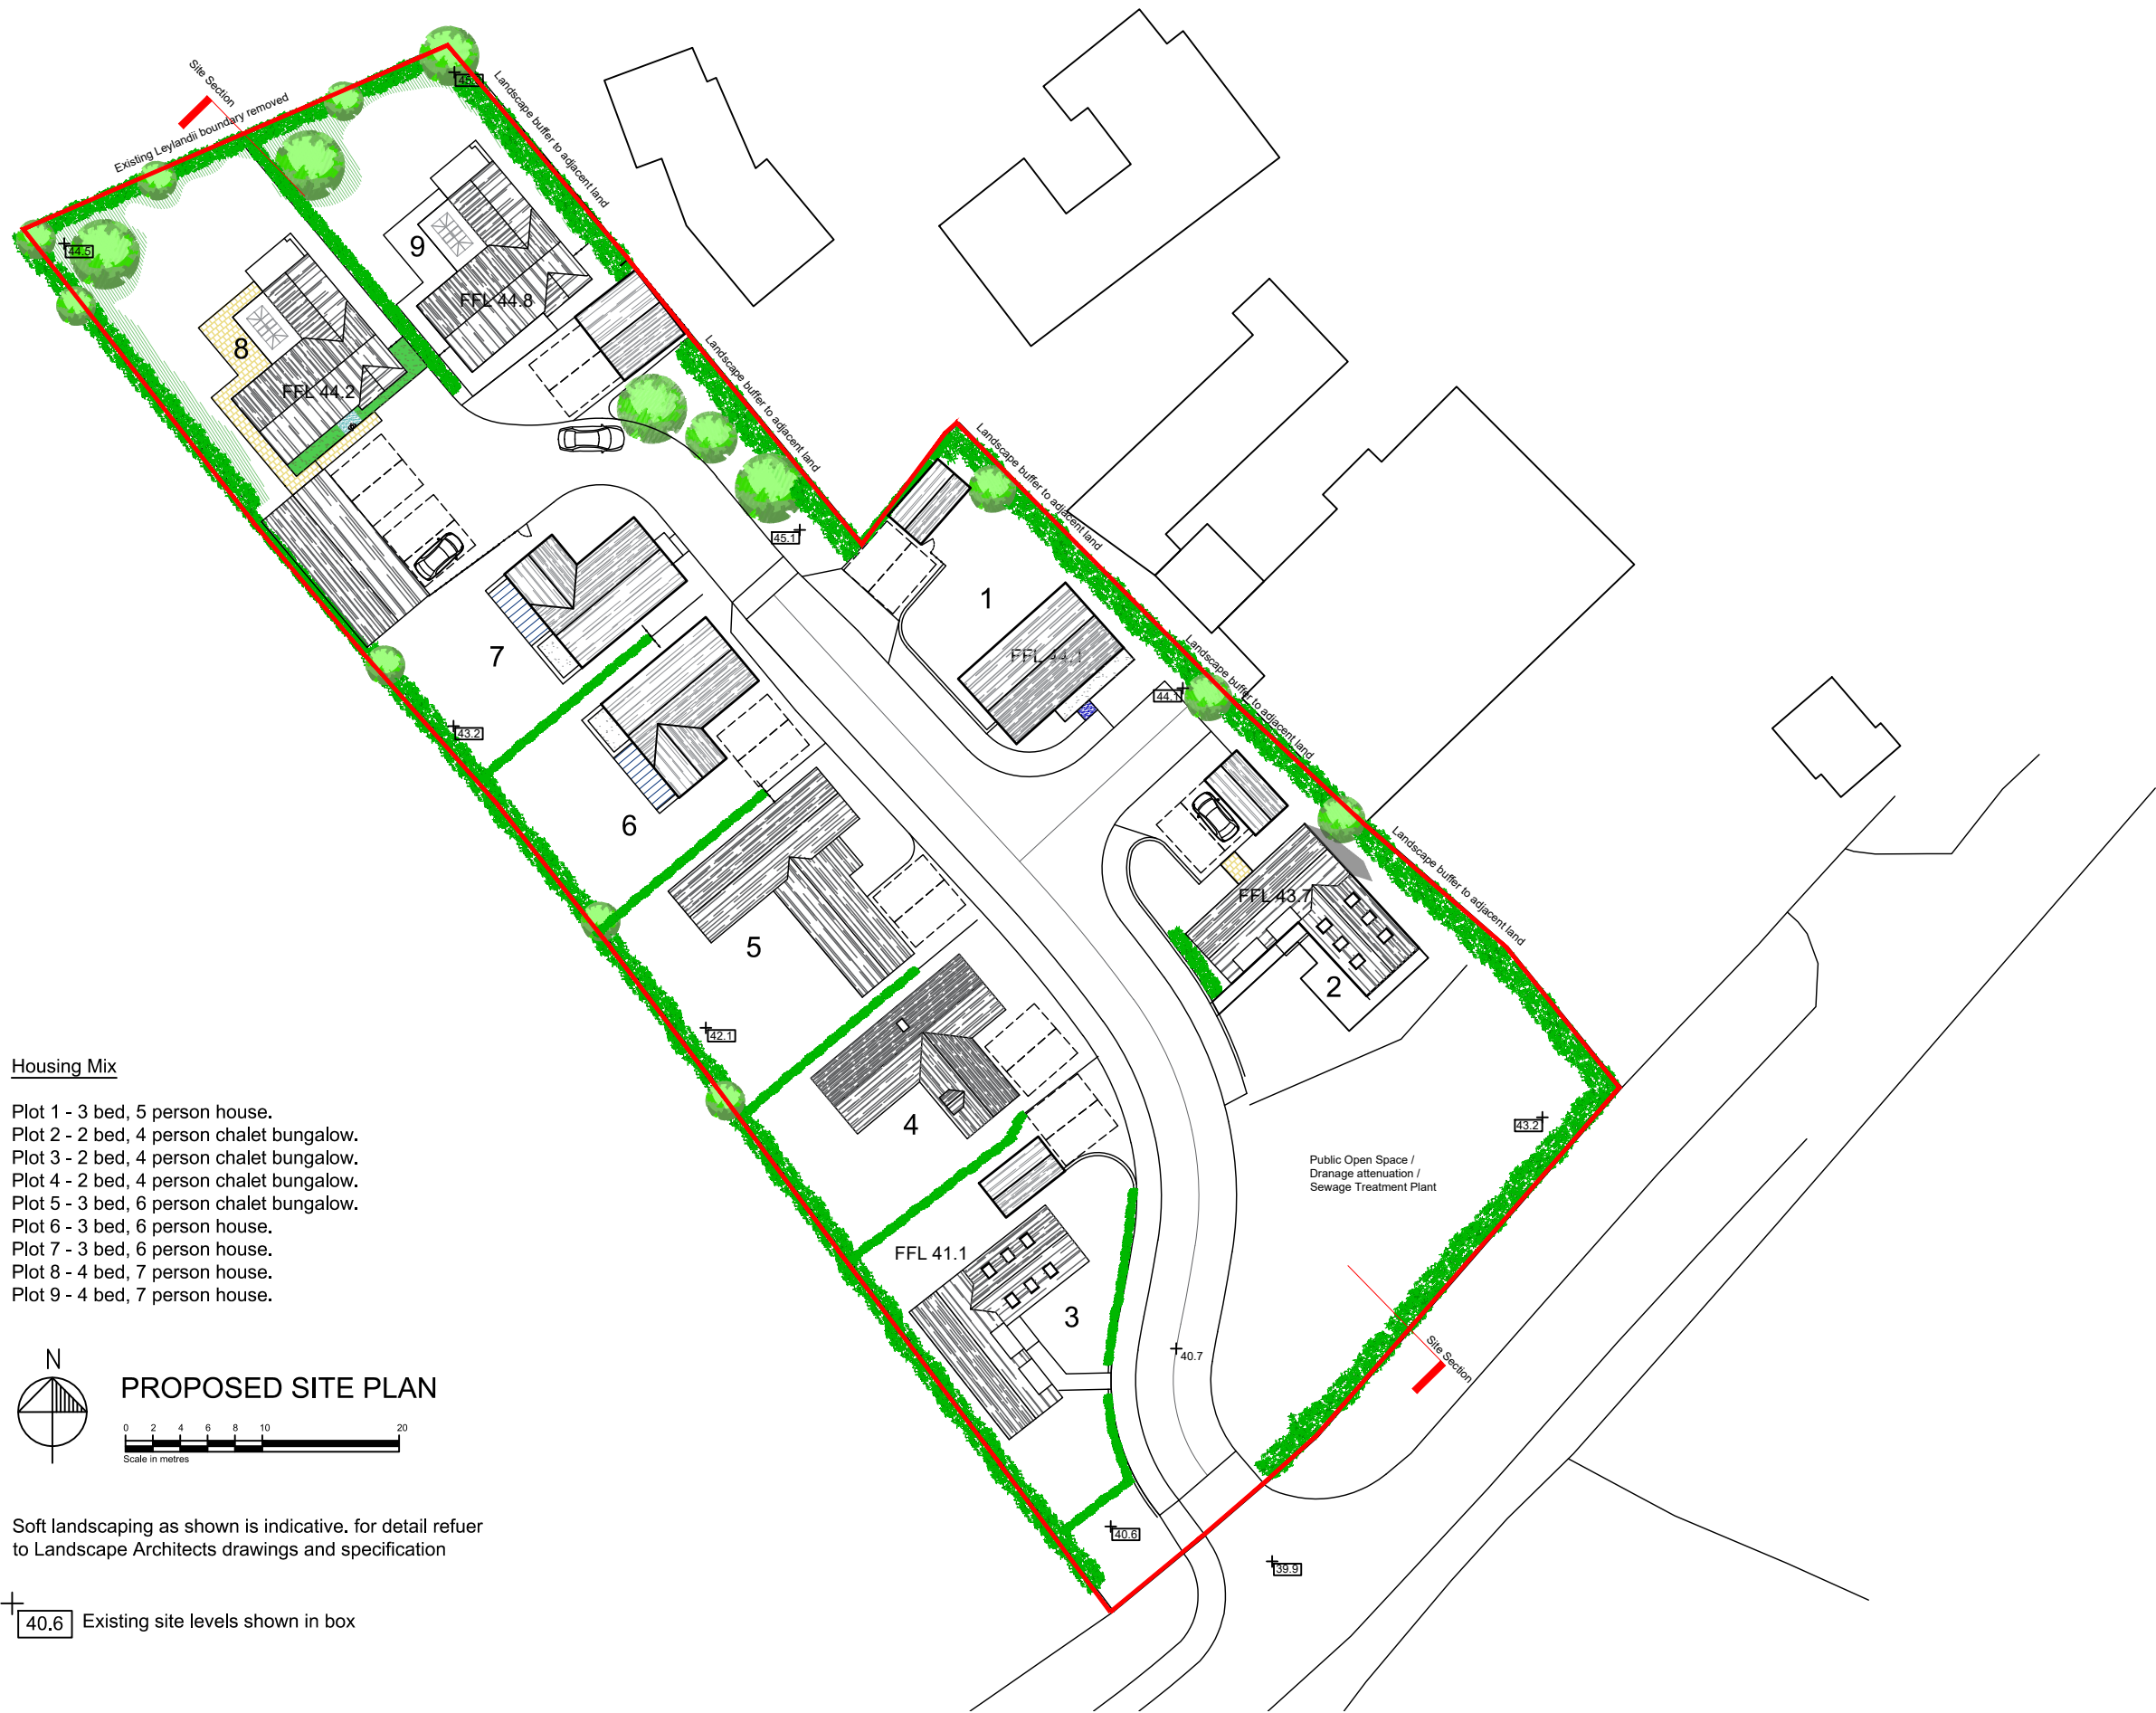 Site Section
Existing Leylandii boundary removed
Landscape buffer to adjacent land
44.5
9
FFL 44.8
8
FFL 44.2
Landscape buffer to adjacent land
Landscape buffer to adjacent land
45.1
1
7
Landscape buffer to adjacent land
44.1
43.2
6
FFL 43.7
Landscape buffer to adjacent land
5
2
42.1
4
43.2
Public Open Space /
Dranage attenuation /
Sewage Treatment Plant
FFL 41.1
3
40.7
Site Section
40.6
39.9
Housing Mix
Plot 1 - 3 bed, 5 person house.
Plot 2 - 2 bed, 4 person chalet bungalow.
Plot 3 - 2 bed, 4 person chalet bungalow.
Plot 4 - 2 bed, 4 person chalet bungalow.
Plot 5 - 3 bed, 6 person chalet bungalow.
Plot 6 - 3 bed, 6 person house.
Plot 7 - 3 bed, 6 person house.
Plot 8 - 4 bed, 7 person house.
Plot 9 - 4 bed, 7 person house.
N
PROPOSED SITE PLAN
0 2 4 6 8 10 20
Scale in metres
Soft landscaping as shown is indicative. for detail refuer
to Landscape Architects drawings and specification
40.6 Existing site levels shown in box